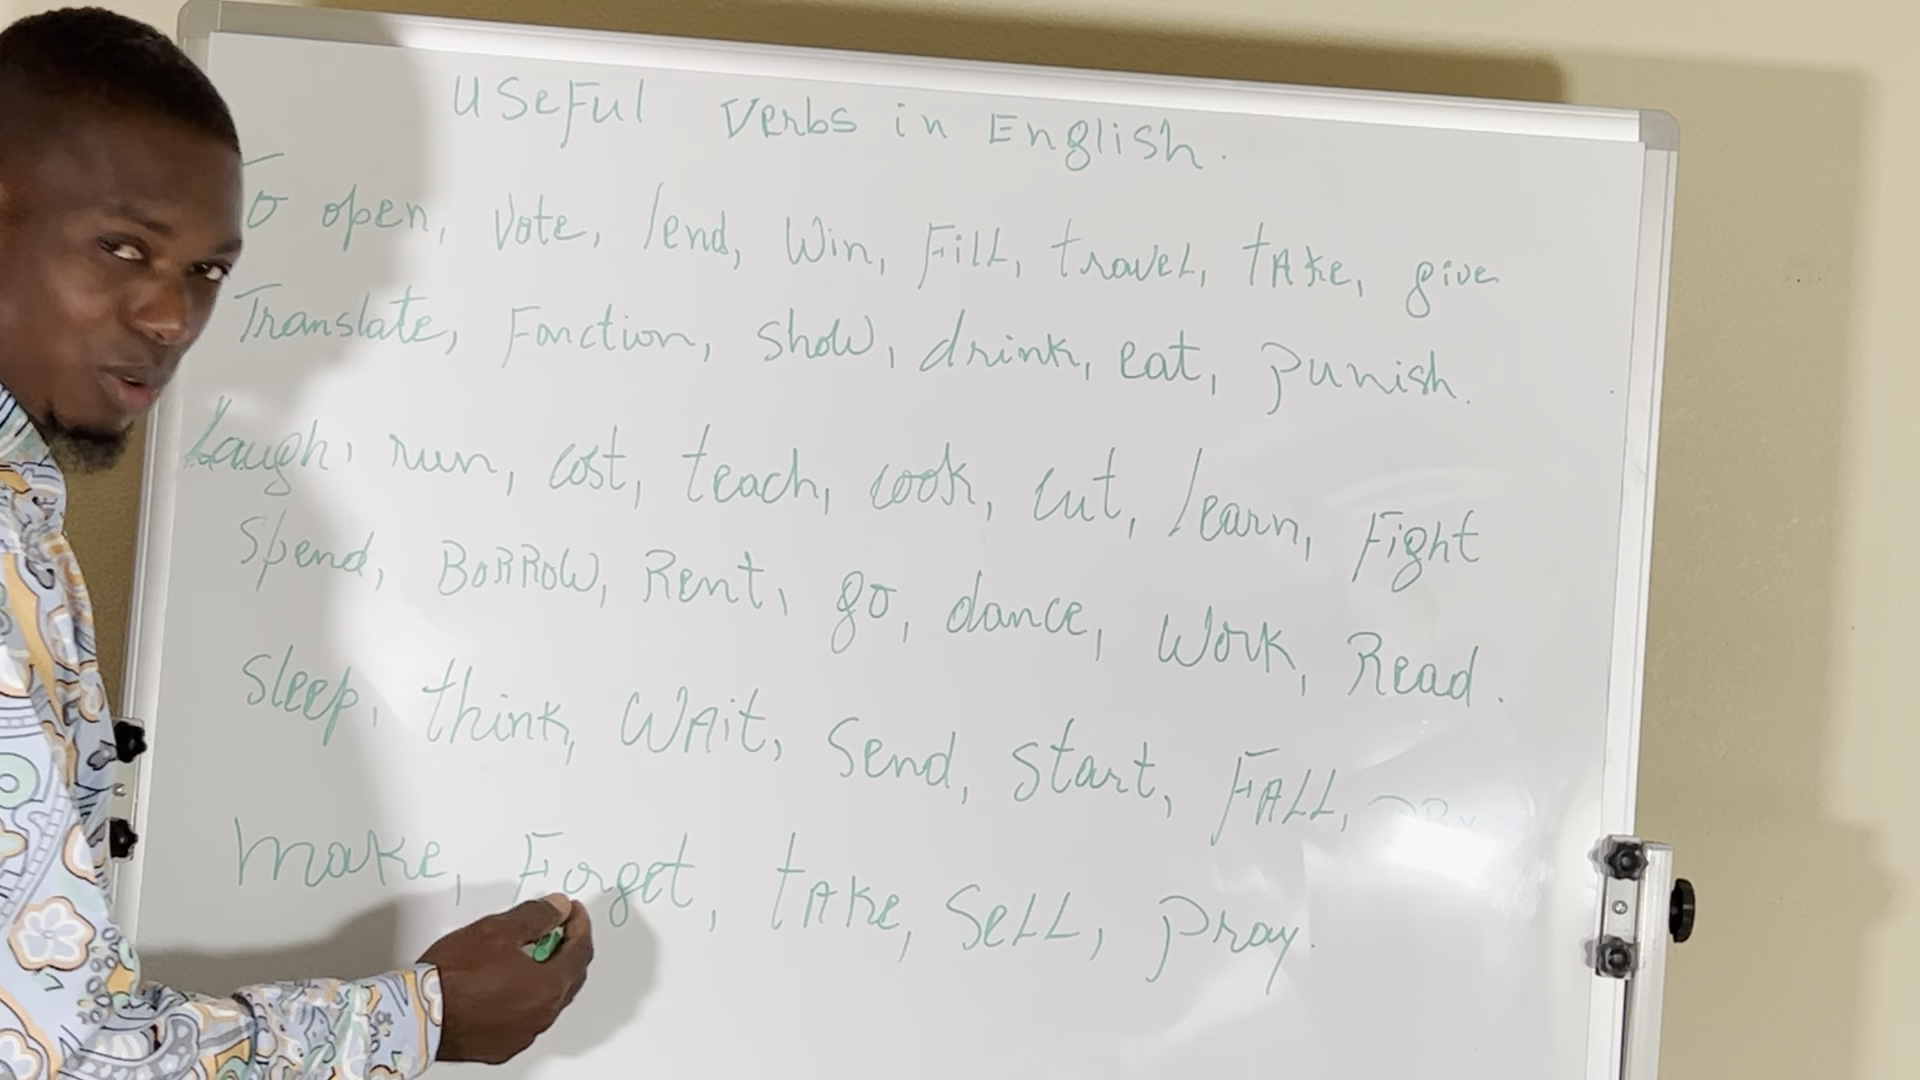 USeFul Verbs in English.
To open, Vote, lend, Win, Fill, travel, tAke, give
Translate, Fonction, show, drink, eat, punish.
Laugh, run, cost, teach, cook, cut, learn, Fight
Spend, BoRRoW, Rent, go, dance, Work, Read.
Sleep, think, WAit, Send, Start, FALL,
make, Forget, tAke, SeLL, pray.